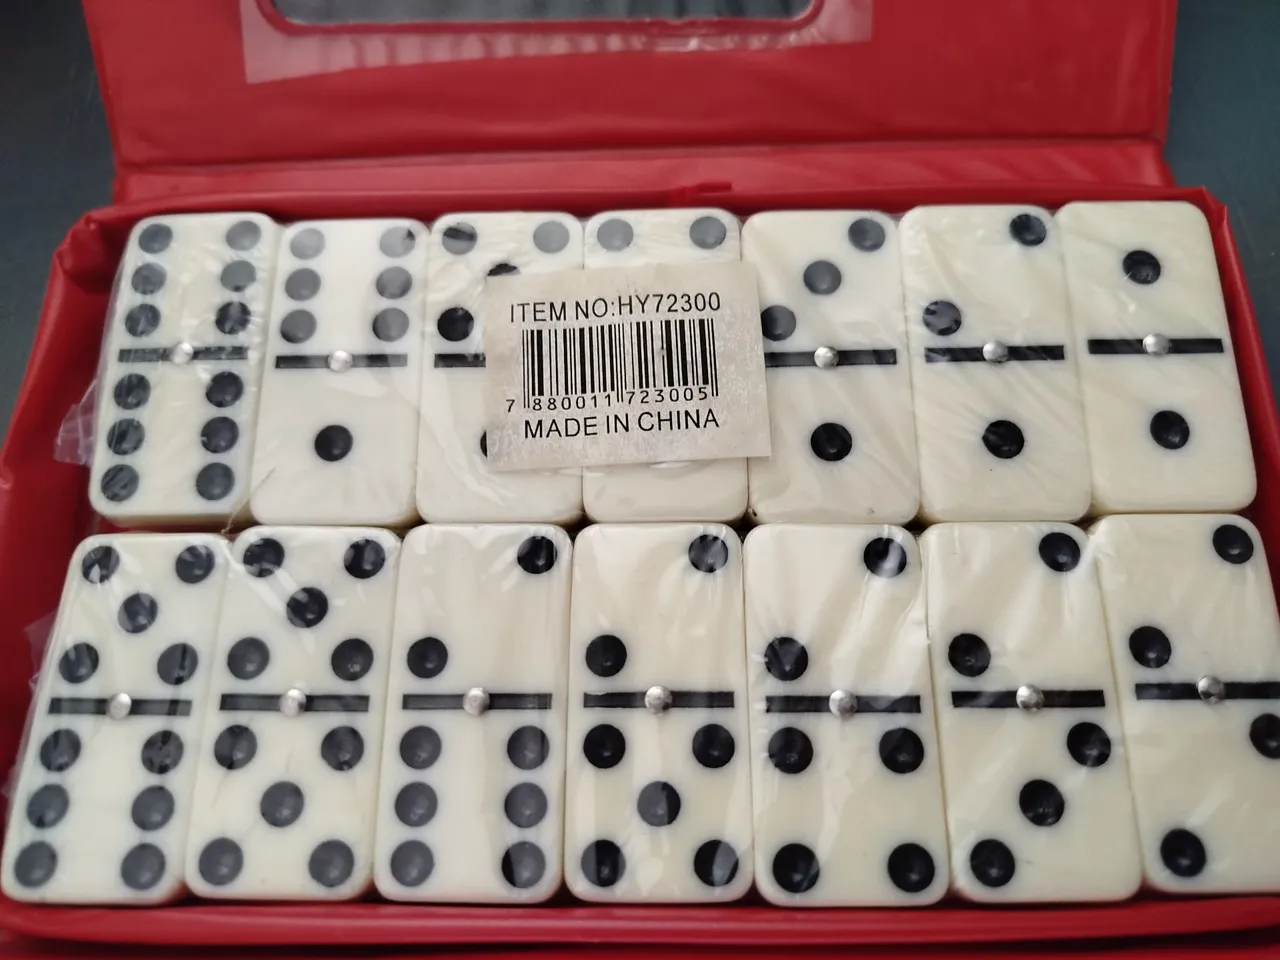 ITEM NO:HY72300
7 880011 723005
MADE IN CHINA